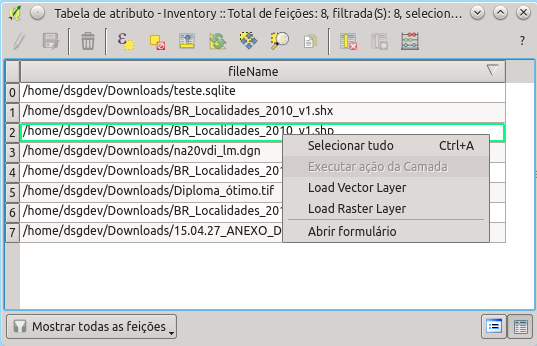 Tabela de atributo - Inventory :: Total de feições: 8, filtrada(S): 8, selecion...
?
fileName
0 /home/dsgdev/Downloads/teste.sqlite
1 /home/dsgdev/Downloads/BR_Localidades_2010_v1.shx
2 /home/dsgdev/Downloads/BR_Localidades_2010_v1.shp
3 /home/dsgdev/Downloads/na20vdi_lm.dgn
4 /home/dsgdev/Downloads/BR_Localidades_201
5 /home/dsgdev/Downloads/Diploma_ótimo.tif
6 /home/dsgdev/Downloads/BR_Localidades_201
7 /home/dsgdev/Downloads/15.04.27_ANEXO_D
Selecionar tudo Ctrl+A
Executar ação da Camada
Load Vector Layer
Load Raster Layer
Abrir formulário
Mostrar todas as feições